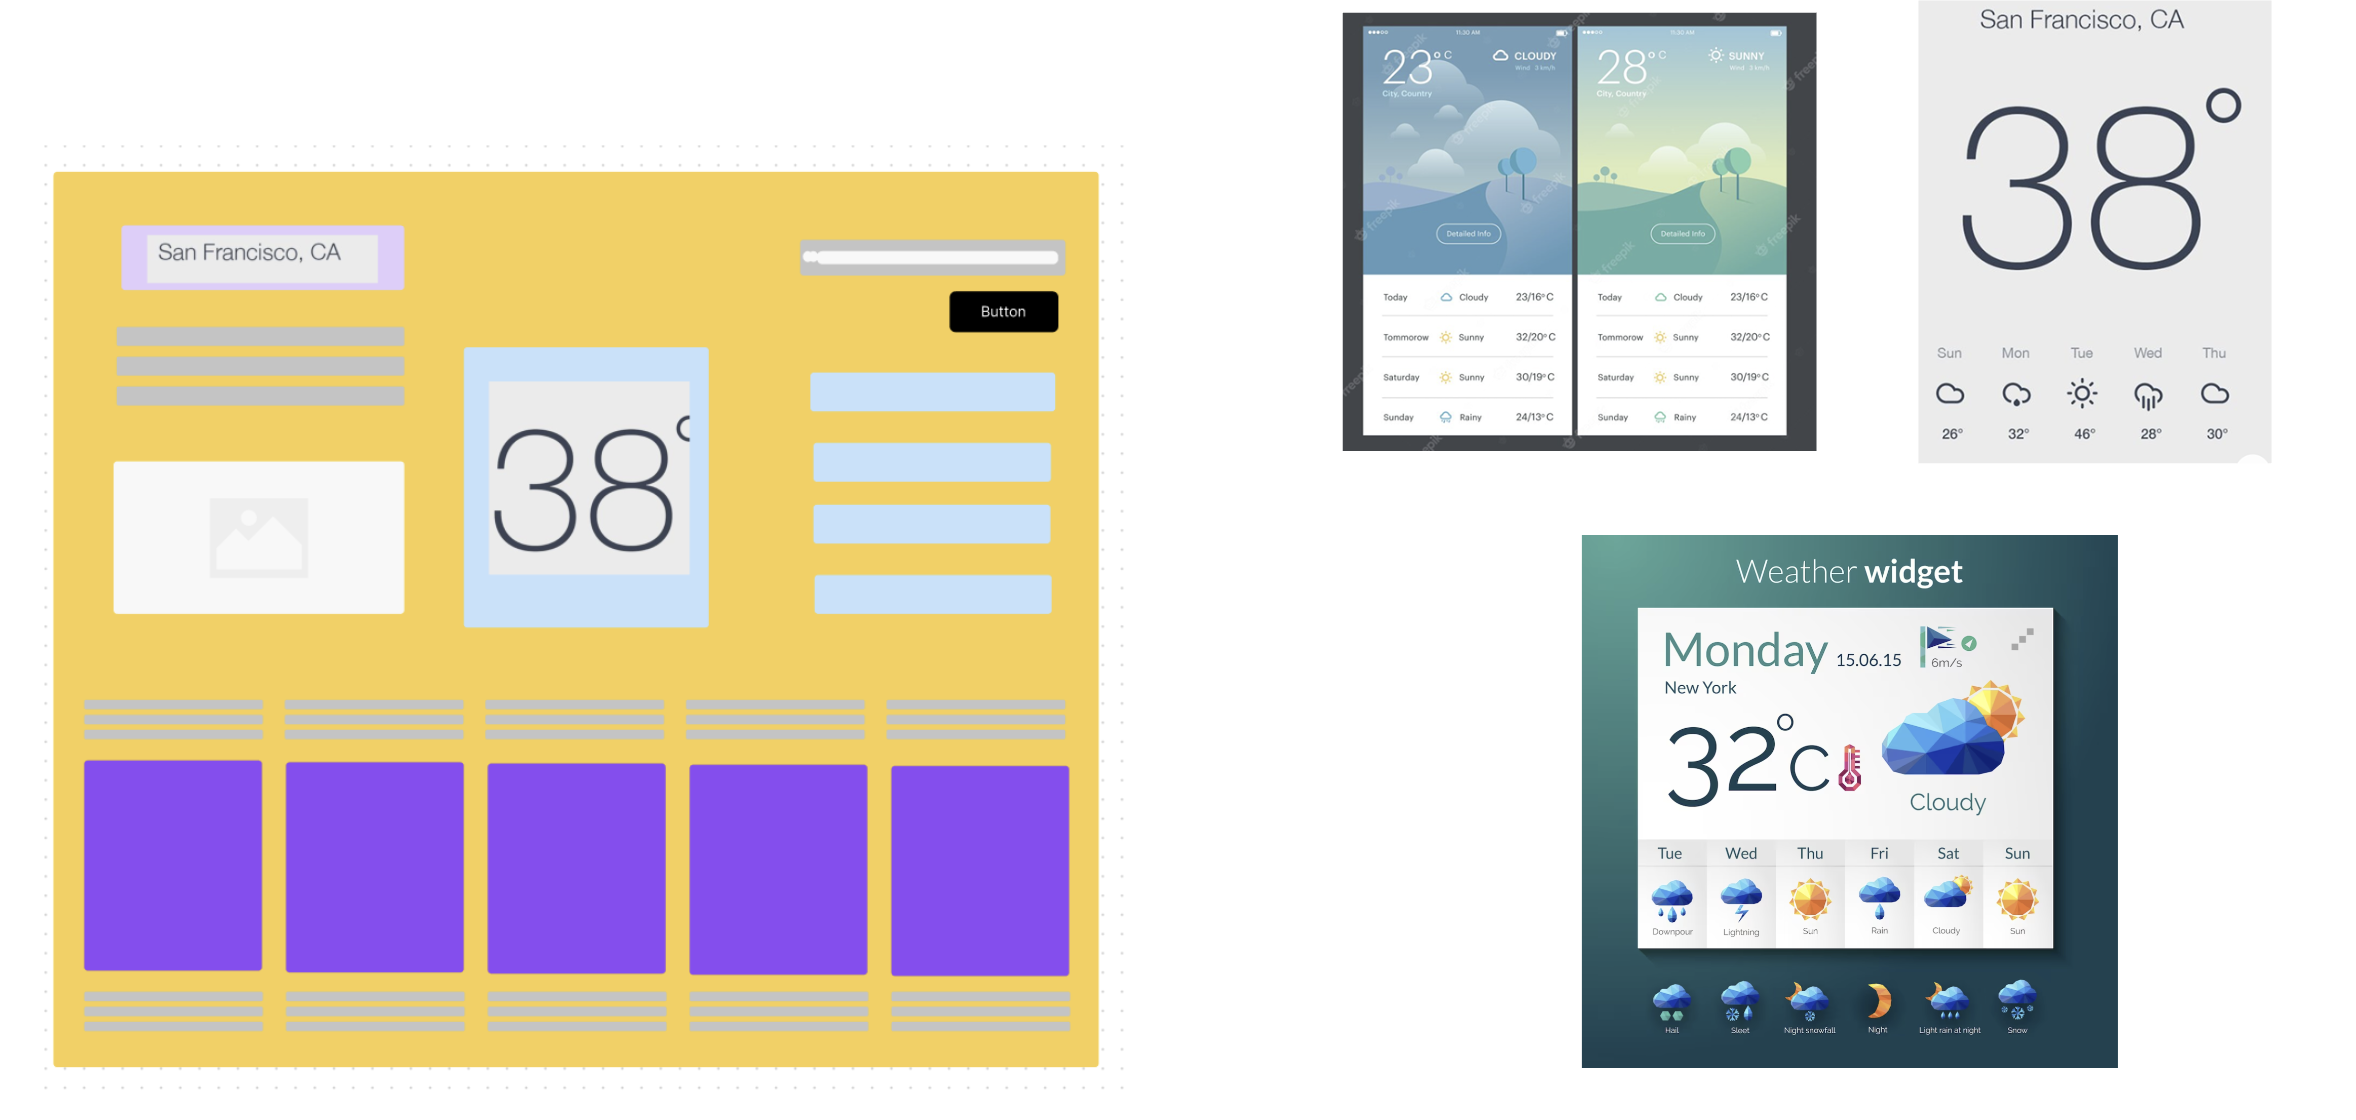 San Francisco, CA
Button
38°
11:30 AM
23° C
CLOUDY
Wind 3 km/h
City, Country
Detailed Info
Today Cloudy 23/16° C
Tommorow Sunny 32/20° C
Saturday Sunny 30/19° C
Sunday Rainy 24/13° C
11:30 AM
28° C
SUNNY
Wind 3 km/h
City, Country
Detailed Info
Today Cloudy 23/16° C
Tommorow Sunny 32/20° C
Saturday Sunny 30/19° C
Sunday Rainy 24/13° C
freepik
San Francisco, CA
38°
Sun Mon Tue Wed Thu
26° 32° 46° 28° 30°
Weather widget
Monday 15.06.15
6m/s
New York
32°C
Cloudy
Tue Wed Thu Fri Sat Sun
Downpour Lightning Sun Rain Cloudy Sun
Hail Sleet Night snowfall Night Light rain at night Snow